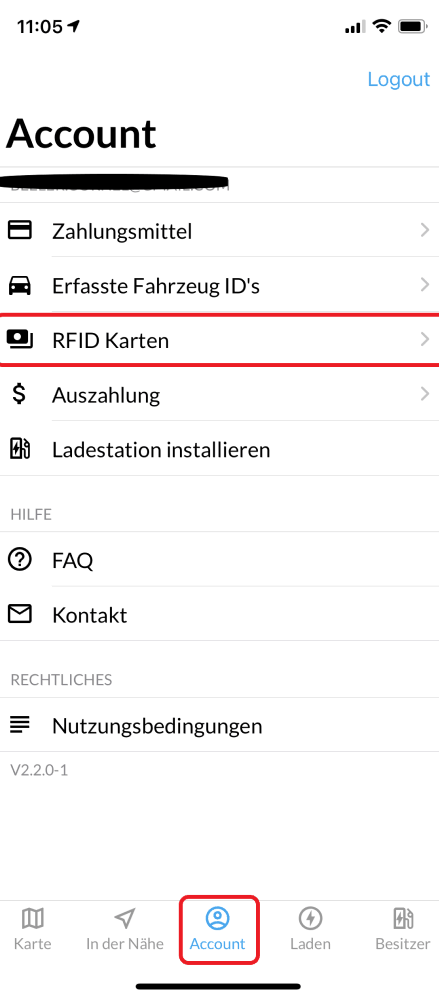 11:05
Logout
Account
Zahlungsmittel
Erfasste Fahrzeug ID's
RFID Karten
Auszahlung
Ladestation installieren
HILFE
FAQ
Kontakt
RECHTLICHES
Nutzungsbedingungen
V2.2.0-1
Karte In der Nähe Account Laden Besitzer